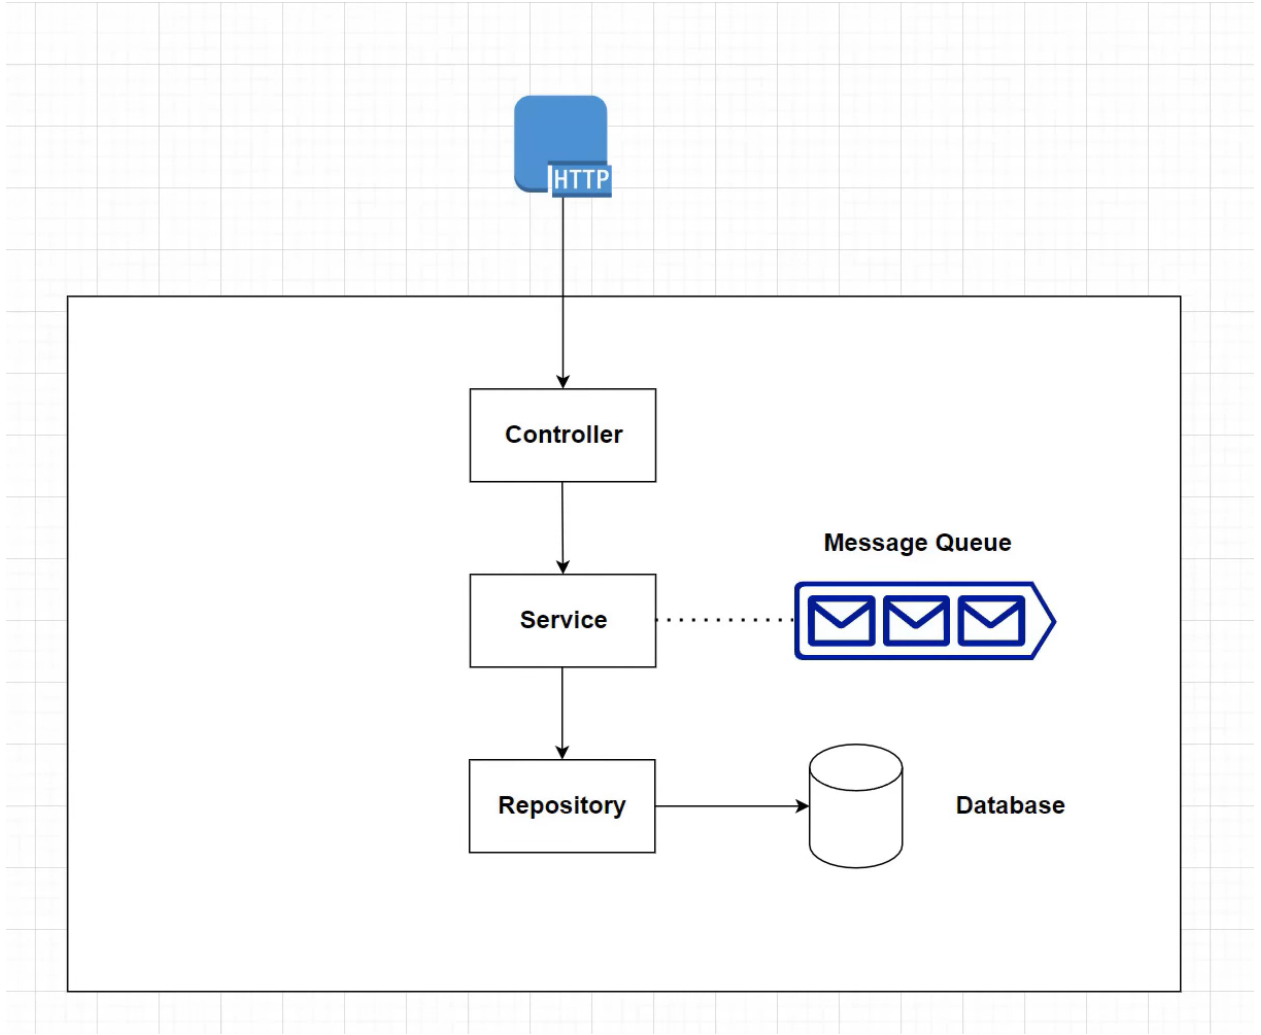 HTTP
Controller
Message Queue
Service
Repository
Database